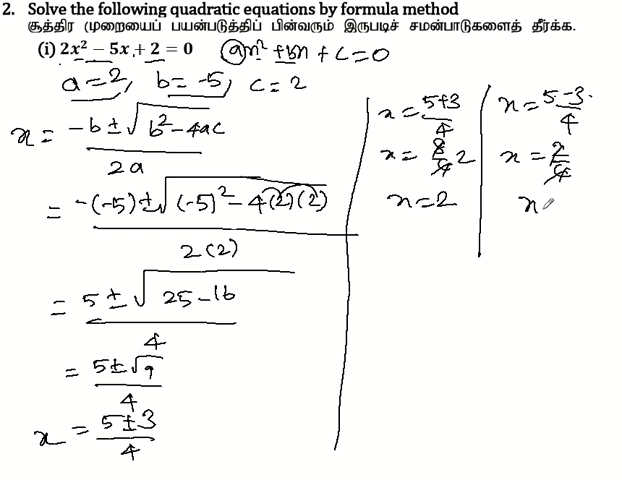 2. Solve the following quadratic equations by formula method
சூத்திர முறையைப் பயன்படுத்திப் பின்வரும் இருபடிச் சமன்பாடுகளைத் தீர்க்க.
(i) 2x² − 5x + 2 = 0 ax² + bx + c = 0
a = 2, b = -5, c = 2
x = -b ± √b² - 4ac
2a
= -(-5) ± √(-5)² - 4(2)(2)
2(2)
= 5 ± √25 - 16
4
= 5 ± √9
4
x = 5 ± 3
4
x = 5+3
4
x = 8
4 2
x = 2
x = 5-3
4
x = 2
4
x